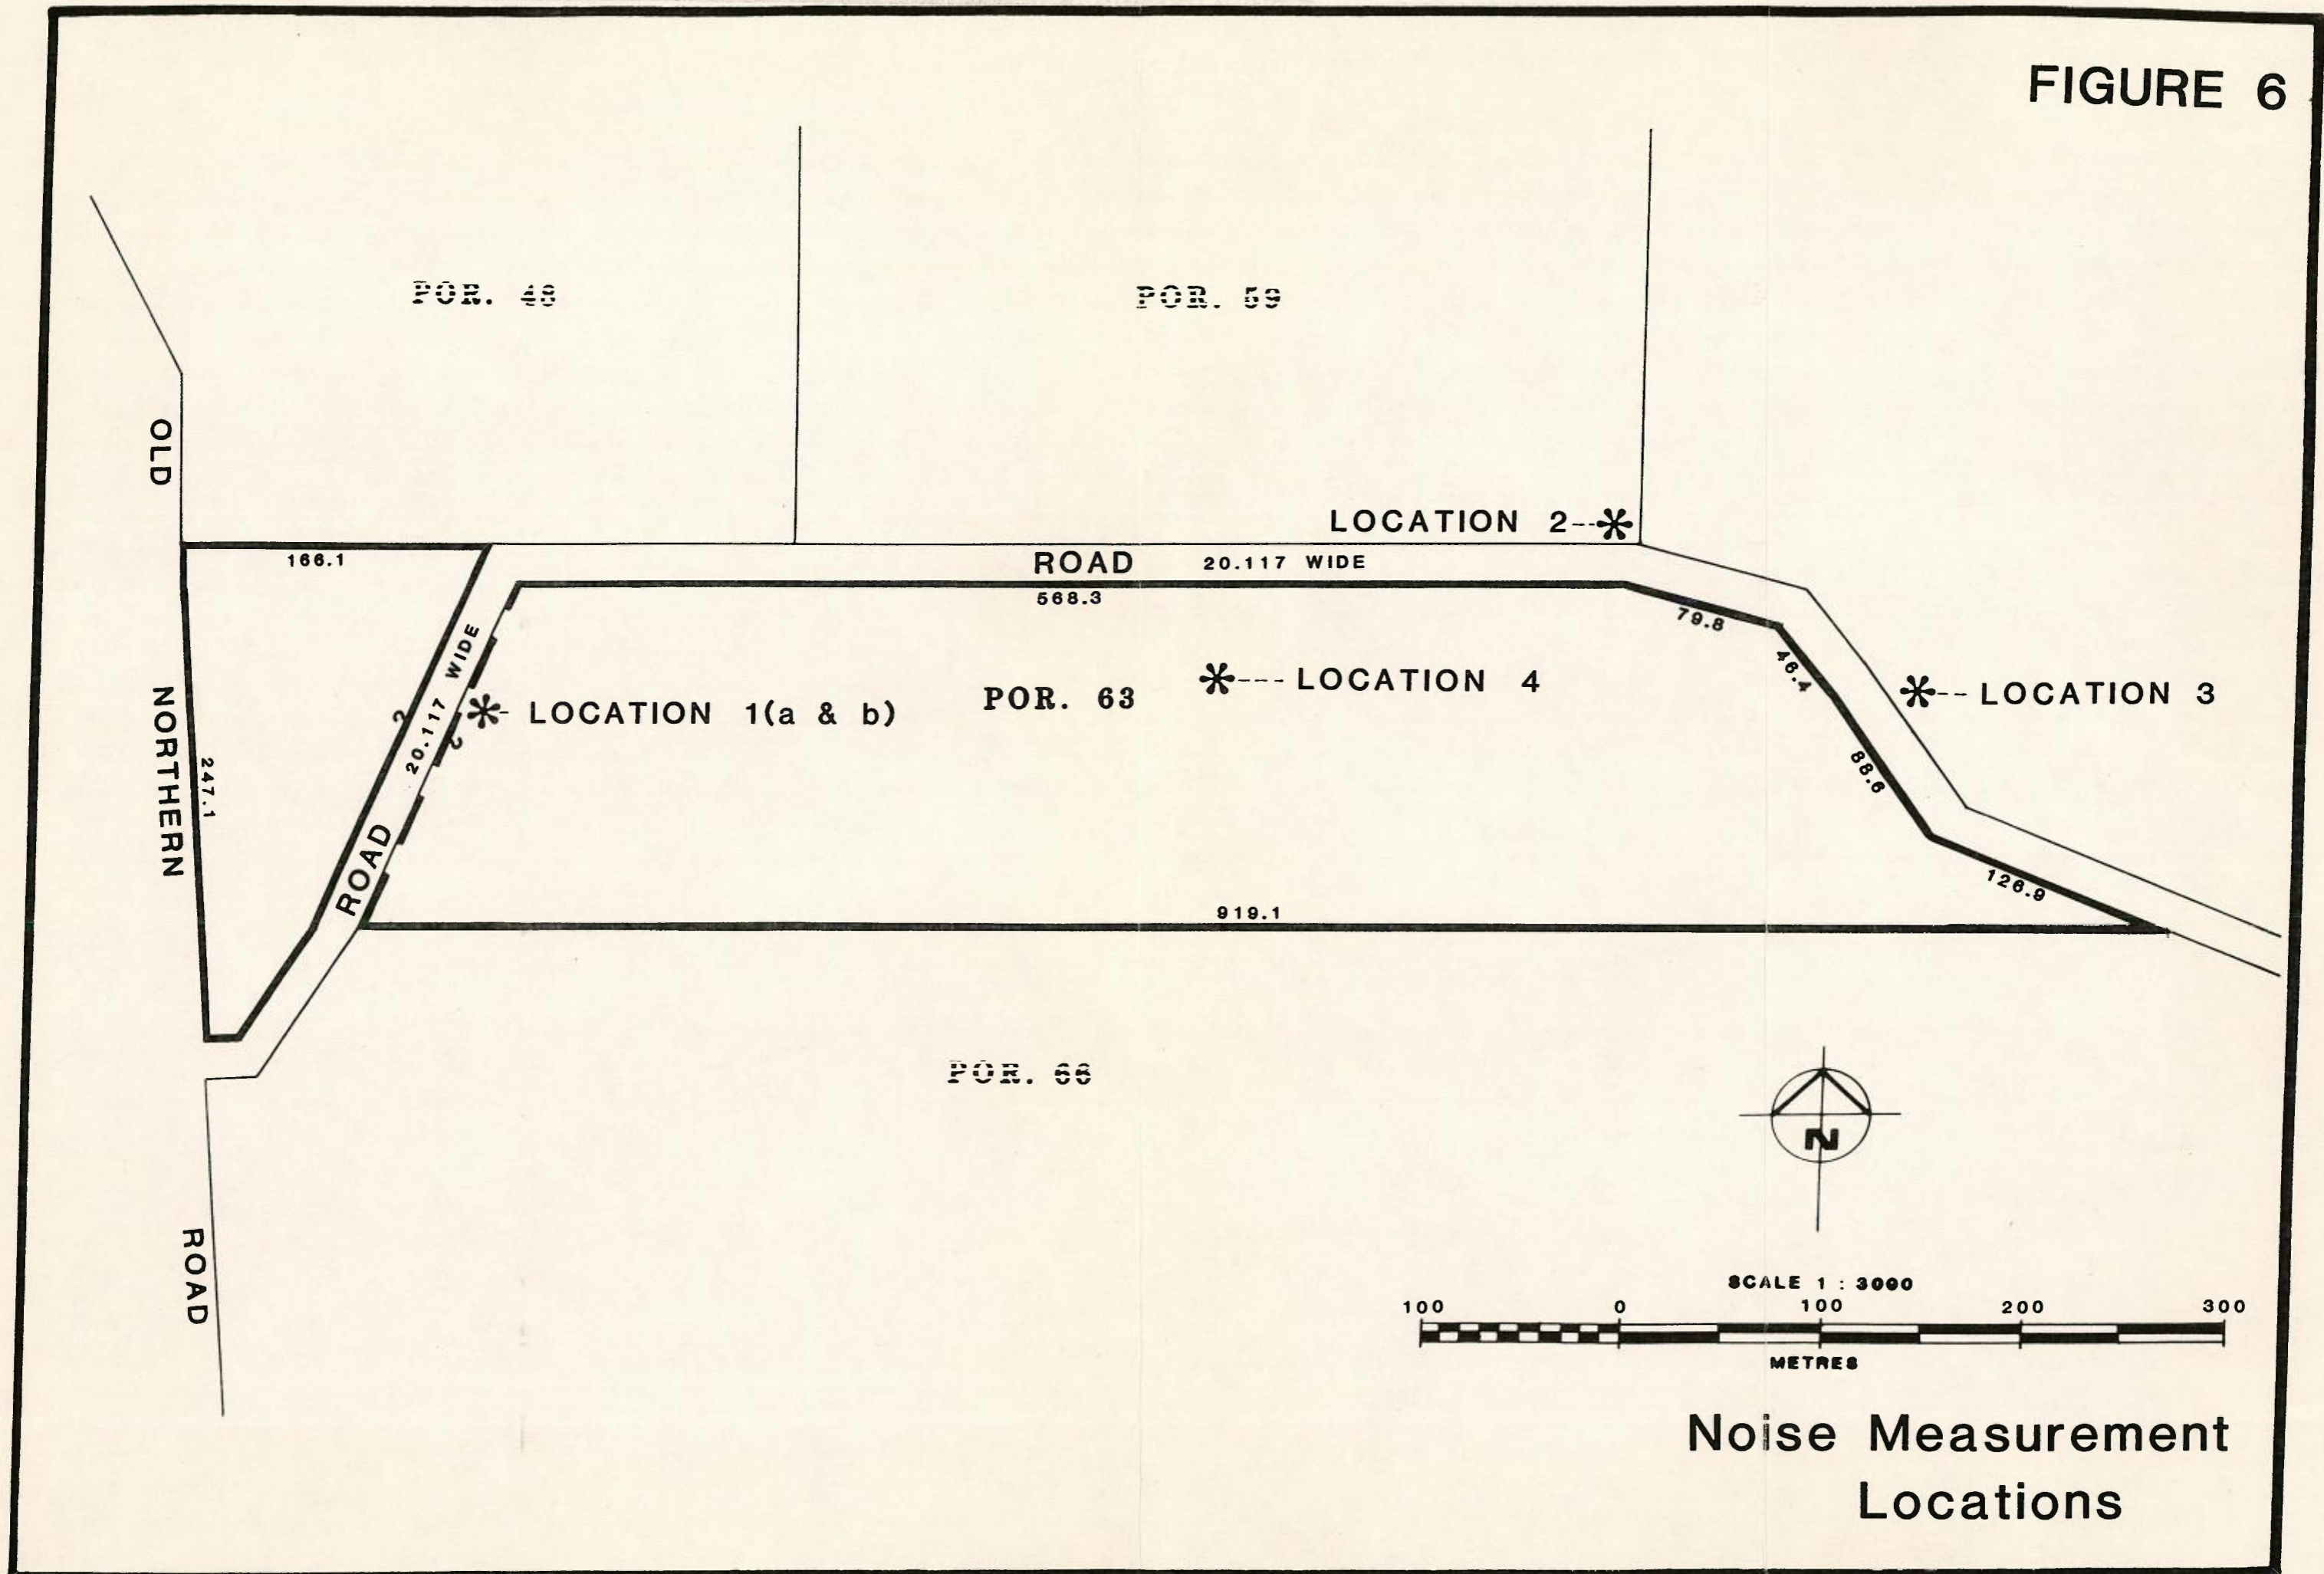 FIGURE 6
POR. 48
POR. 59
OLD
LOCATION 2
166.1
ROAD 20.117 WIDE
568.3
79.8
46.4
20.117 WIDE
LOCATION 1(a & b)
POR. 63
LOCATION 4
LOCATION 3
?
?
NORTHERN
247.1
88.6
ROAD
126.9
919.1
POR. 66
N
ROAD
SCALE 1 : 3000
100 0 100 200 300
METRES
Noise Measurement
Locations